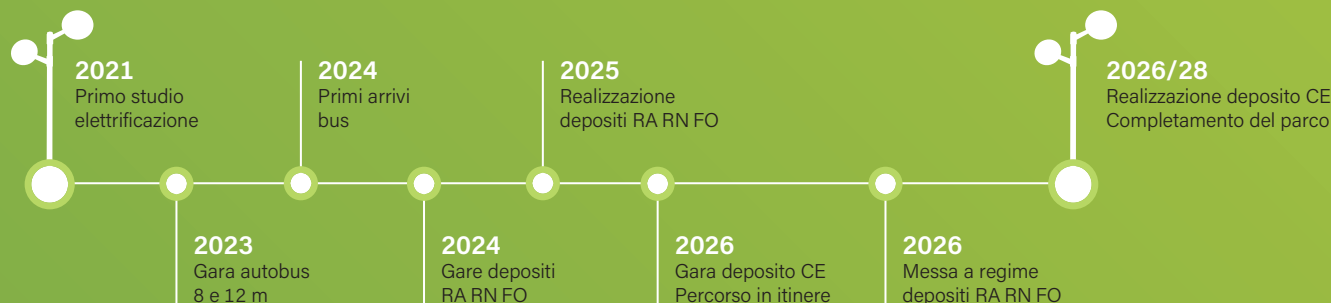 2021
Primo studio
elettrificazione
2023
Gara autobus
8 e 12 m
2024
Primi arrivi
bus
2024
Gare depositi
RA RN FO
2025
Realizzazione
depositi RA RN FO
2026
Gara deposito CE
Percorso in itinere
2026
Messa a regime
depositi RA RN FO
2026/28
Realizzazione deposito CE
Completamento del parco